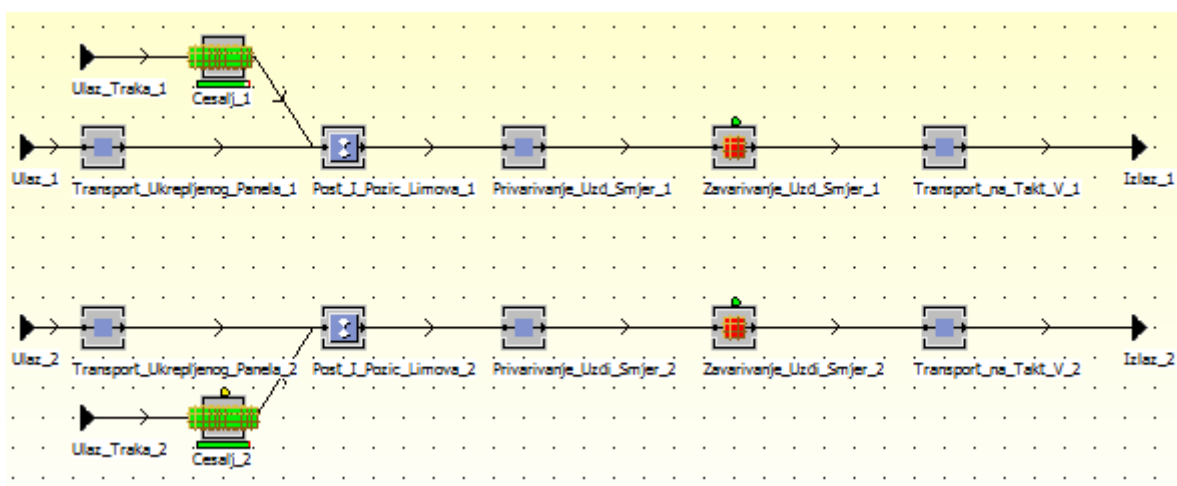 Ulaz_Traka_1
Cesalj_1
Ulaz_1
Transport_Ukrepljenog_Panela_1
Post_I_Pozic_Limova_1
Privarivanje_Uzd_Smjer_1
Zavarivanje_Uzd_Smjer_1
Transport_na_Takt_V_1
Izlaz_1
Ulaz_2
Transport_Ukrepljenog_Panela_2
Post_I_Pozic_Limova_2
Privarivanje_Uzdi_Smjer_2
Zavarivanje_Uzdi_Smjer_2
Transport_na_Takt_V_2
Izlaz_2
Ulaz_Traka_2
Cesalj_2